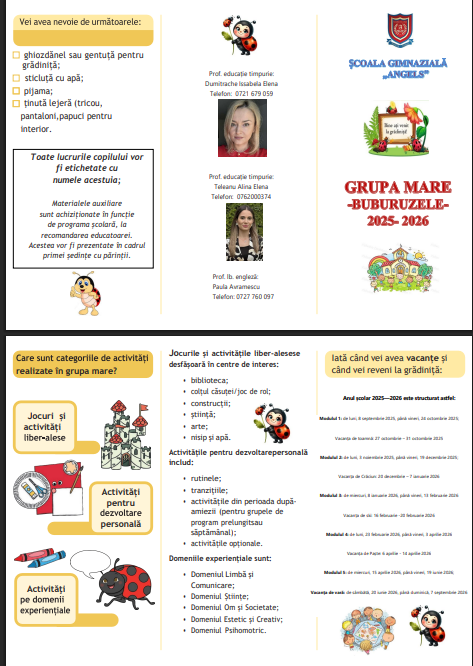 Vei avea nevoie de următoarele:
ghiozdănel sau gentuță pentru
grădiniță;
sticluță cu apă;
pijama;
ținută lejeră (tricou,
pantaloni,papuci pentru
interior.
Toate lucrurile copilului vor
fi etichetate cu
numele acestuia;
Materialele auxiliare
sunt achiziționate în funcție
de programa școlară, la
recomandarea educatoarei.
Acestea vor fi prezentate în cadrul
primei ședințe cu părinții.
Prof. educație timpurie:
Dumitrache Issabela Elena
Telefon: 0721 679 059
Prof. educație timpurie:
Teleanu Alina Elena
Telefon: 0762000374
Prof. lb. engleză:
Paula Avramescu
Telefon: 0727 760 097
ȘCOALA GIMNAZIALĂ
„ANGELS”
Bine ați venit
la grădiniță!
GRUPA MARE
-BUBURUZELE-
2025- 2026
Care sunt categoriile de activități
realizate în grupa mare?
Jocuri și
activități
liber-alese
Activități
pentru
dezvoltare
personală
Activități
pe domenii
experiențiale
Jocurile și activitățile liber-alesese
desfășoară în centre de interes:
biblioteca;
colțul căsuței/joc de rol;
construcții;
știință;
arte;
nisip și apă.
Activitățile pentru dezvoltarepersonală
includ:
rutinele;
tranzițiile;
activitățile din perioada după-
amiezii (pentru grupele de
program prelungitsau
săptămânal);
activitățile opționale.
Domeniile experiențiale sunt:
Domeniul Limbă și
Comunicare;
Domeniul Științe;
Domeniul Om și Societate;
Domeniul Estetic și Creativ;
Domeniul Psihomotric.
Iată când vei avea vacanțe și
când vei reveni la grădiniță:
Anul școlar 2025—2026 este structurat astfel:
Modulul 1: de luni, 8 septembrie 2025, până vineri, 24 octombrie 2025;
Vacanța de toamnă: 27 octombrie – 31 octombrie 2025
Modulul 2: de luni, 3 noiembrie 2025, până vineri, 19 decembrie 2025;
Vacanța de Crăciun: 20 decembrie – 7 ianuarie 2026
Modulul 3: de miercuri, 8 ianuarie 2026, până vineri, 13 februarie 2026
Vacanța de ski: 16 februarie -20 februarie 2026
Modulul 4: de luni, 23 februarie 2026, până vineri, 3 aprilie 2026
Vacanța de Paște: 6 aprilie - 14 aprilie 2026
Modulul 5: de miercuri, 15 aprilie 2026, până vineri, 19 iunie 2026;
Vacanța de vară: de sâmbătă, 20 iunie 2026, până duminică, 7 septembrie 2026